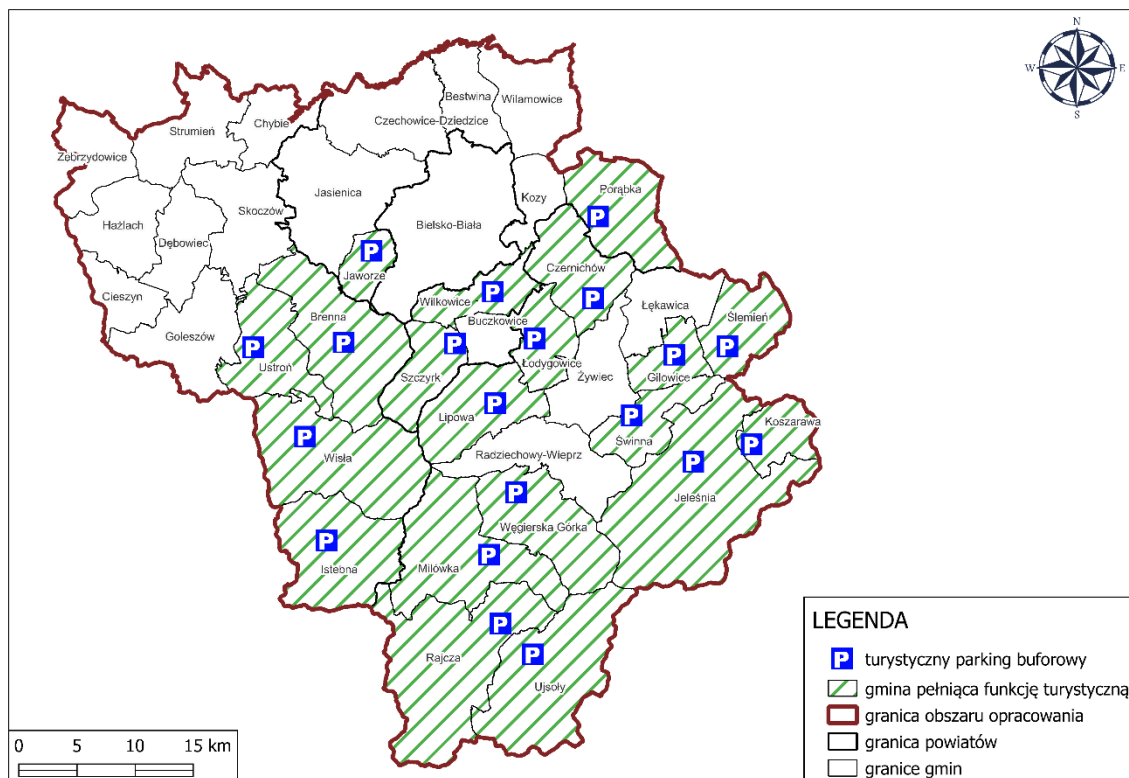 N
W E
S
Bestwina
Wilamowice
Czechowice-Dziedzice
Chybie
Strumień
Zebrzydowice
Jasienica
Kozy
Porąbka
P
Skoczów
Hażlach
Bielsko-Biała
Dębowiec
P
Jaworze
Czernichów
Cieszyn
Wilkowice
P
P
Łękawica
Brenna
Buczkowice
Ślemień
Goleszów
P
P
P
P
P
P
P
Ustroń
Łodygowice
Szczyrk
Żywiec
Gilowice
P
Lipowa
P
Koszarawa
P
Świnna
P
Wisła
Radziechowy-Wieprz
P
Jeleśnia
P
Węgierska Górka
P
P
Istebna
Milówka
P
Rajcza
P
Ujsoły
LEGENDA
P turystyczny parking buforowy
gmina pełniąca funkcję turystyczną
granica obszaru opracowania
granica powiatów
granice gmin
0 5 10 15 km